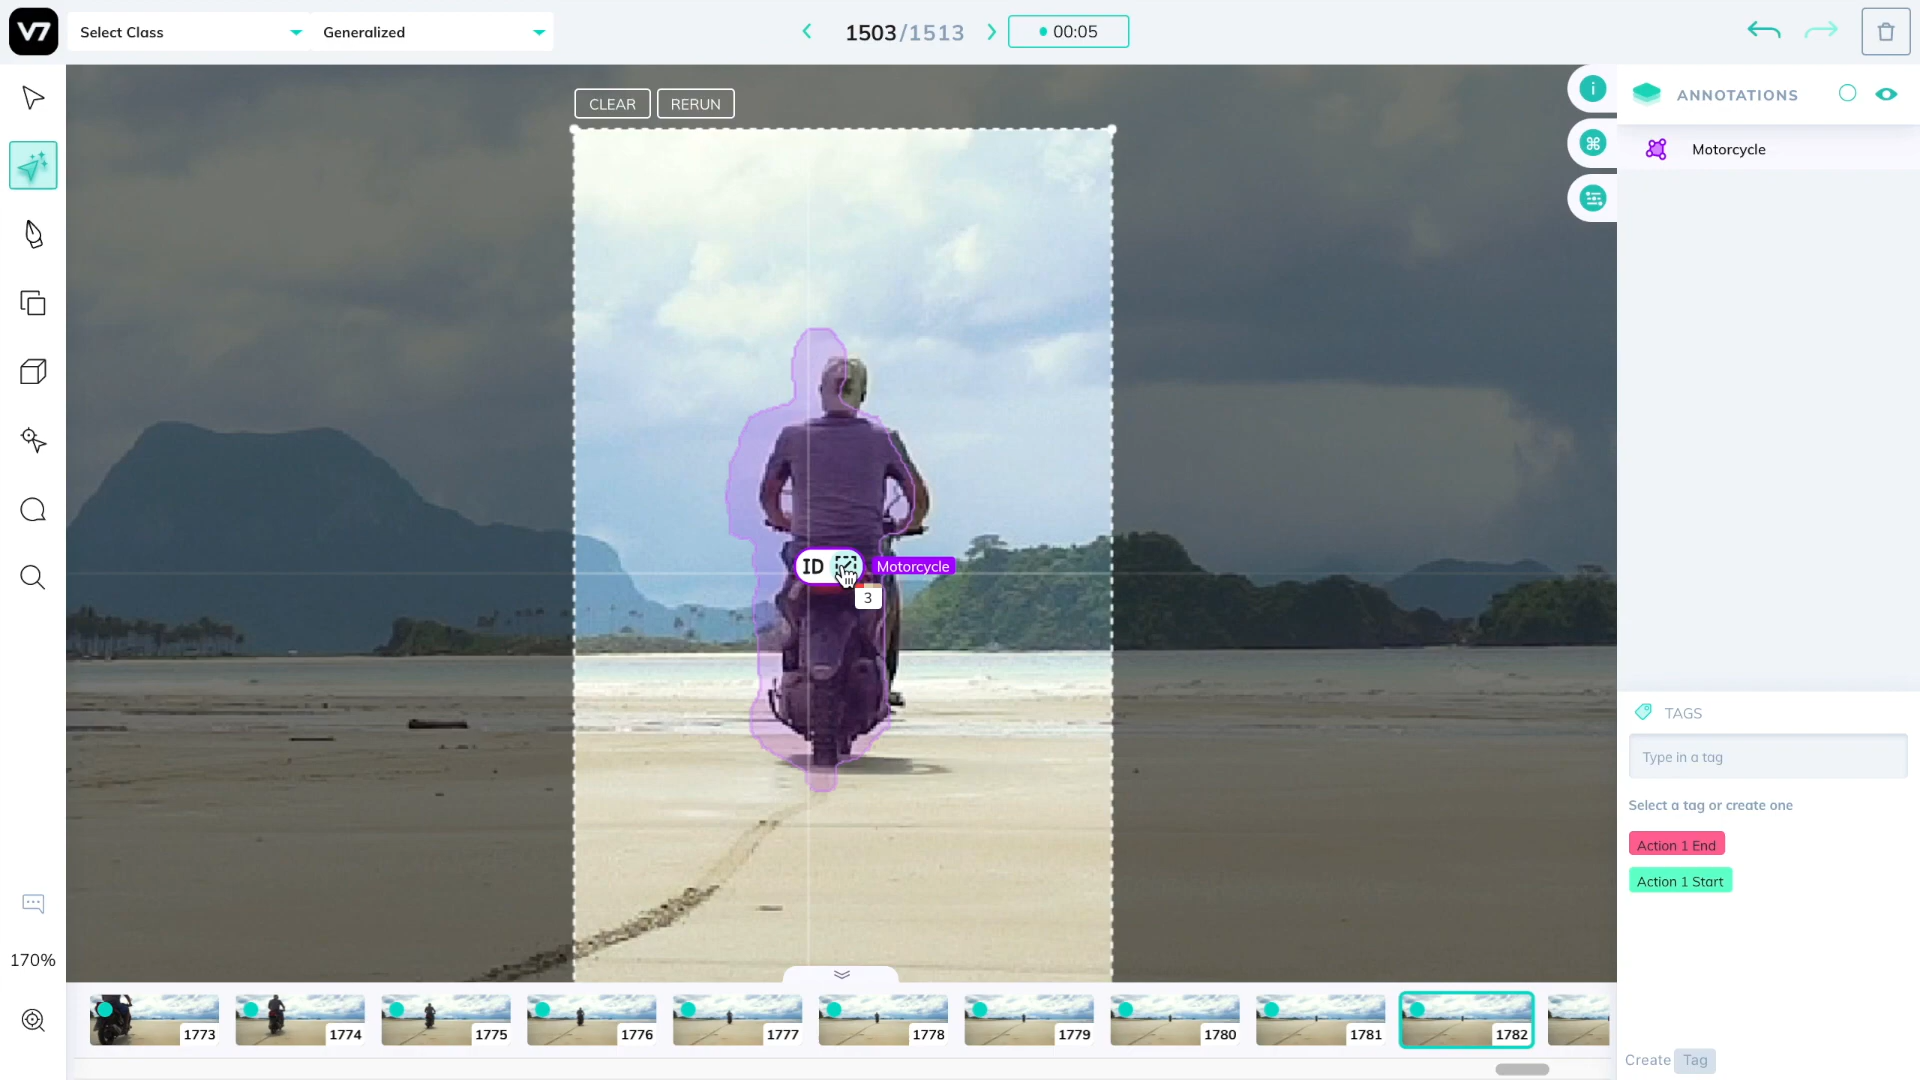 V7
Select Class
Generalized
1503/1513
00:05
CLEAR
RERUN
i
ANNOTATIONS
Motorcycle
ID
Motorcycle
3
TAGS
Type in a tag
Select a tag or create one
Action 1 End
Action 1 Start
170%
1773
1774
1775
1776
1777
1778
1779
1780
1781
1782
Create Tag